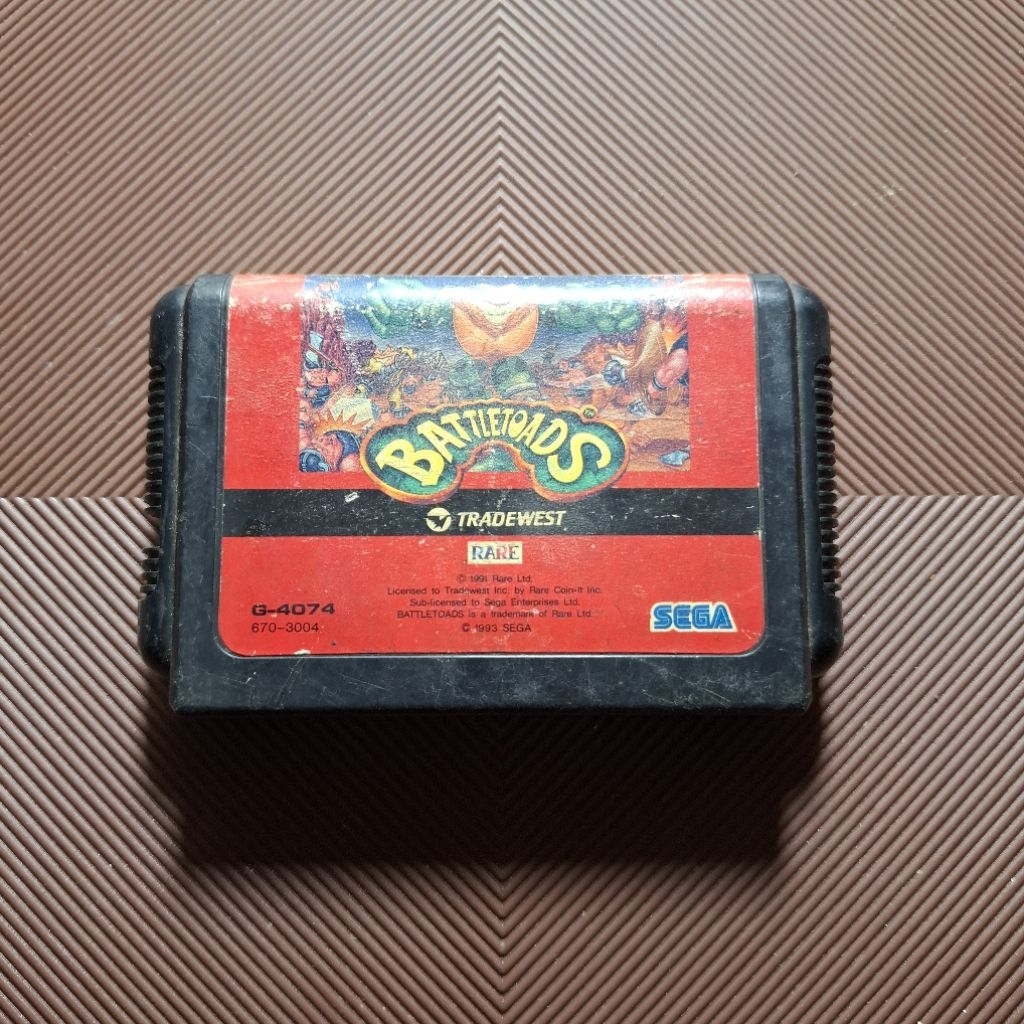 BATTLETOADS
TRADEWEST
RARE
© 1991 Rare Ltd.
Licensed to Tradewest Inc. by Rare Coin-It Inc.
Sub-licensed to Sega Enterprises Ltd.
BATTLETOADS is a trademark of Rare Ltd.
© 1993 SEGA
G-4074
670-3004
SEGA